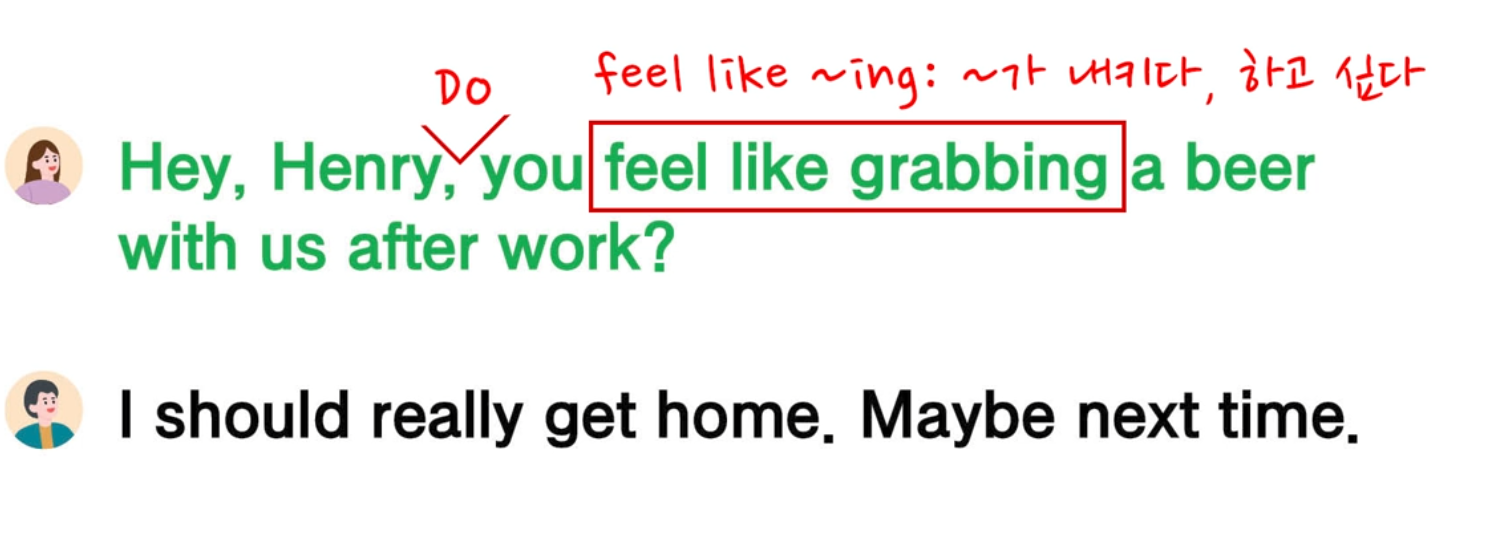 Do
feel like ~ing: ~가 내키다, 하고 싶다
Hey, Henry, you feel like grabbing a beer
with us after work?
I should really get home. Maybe next time.